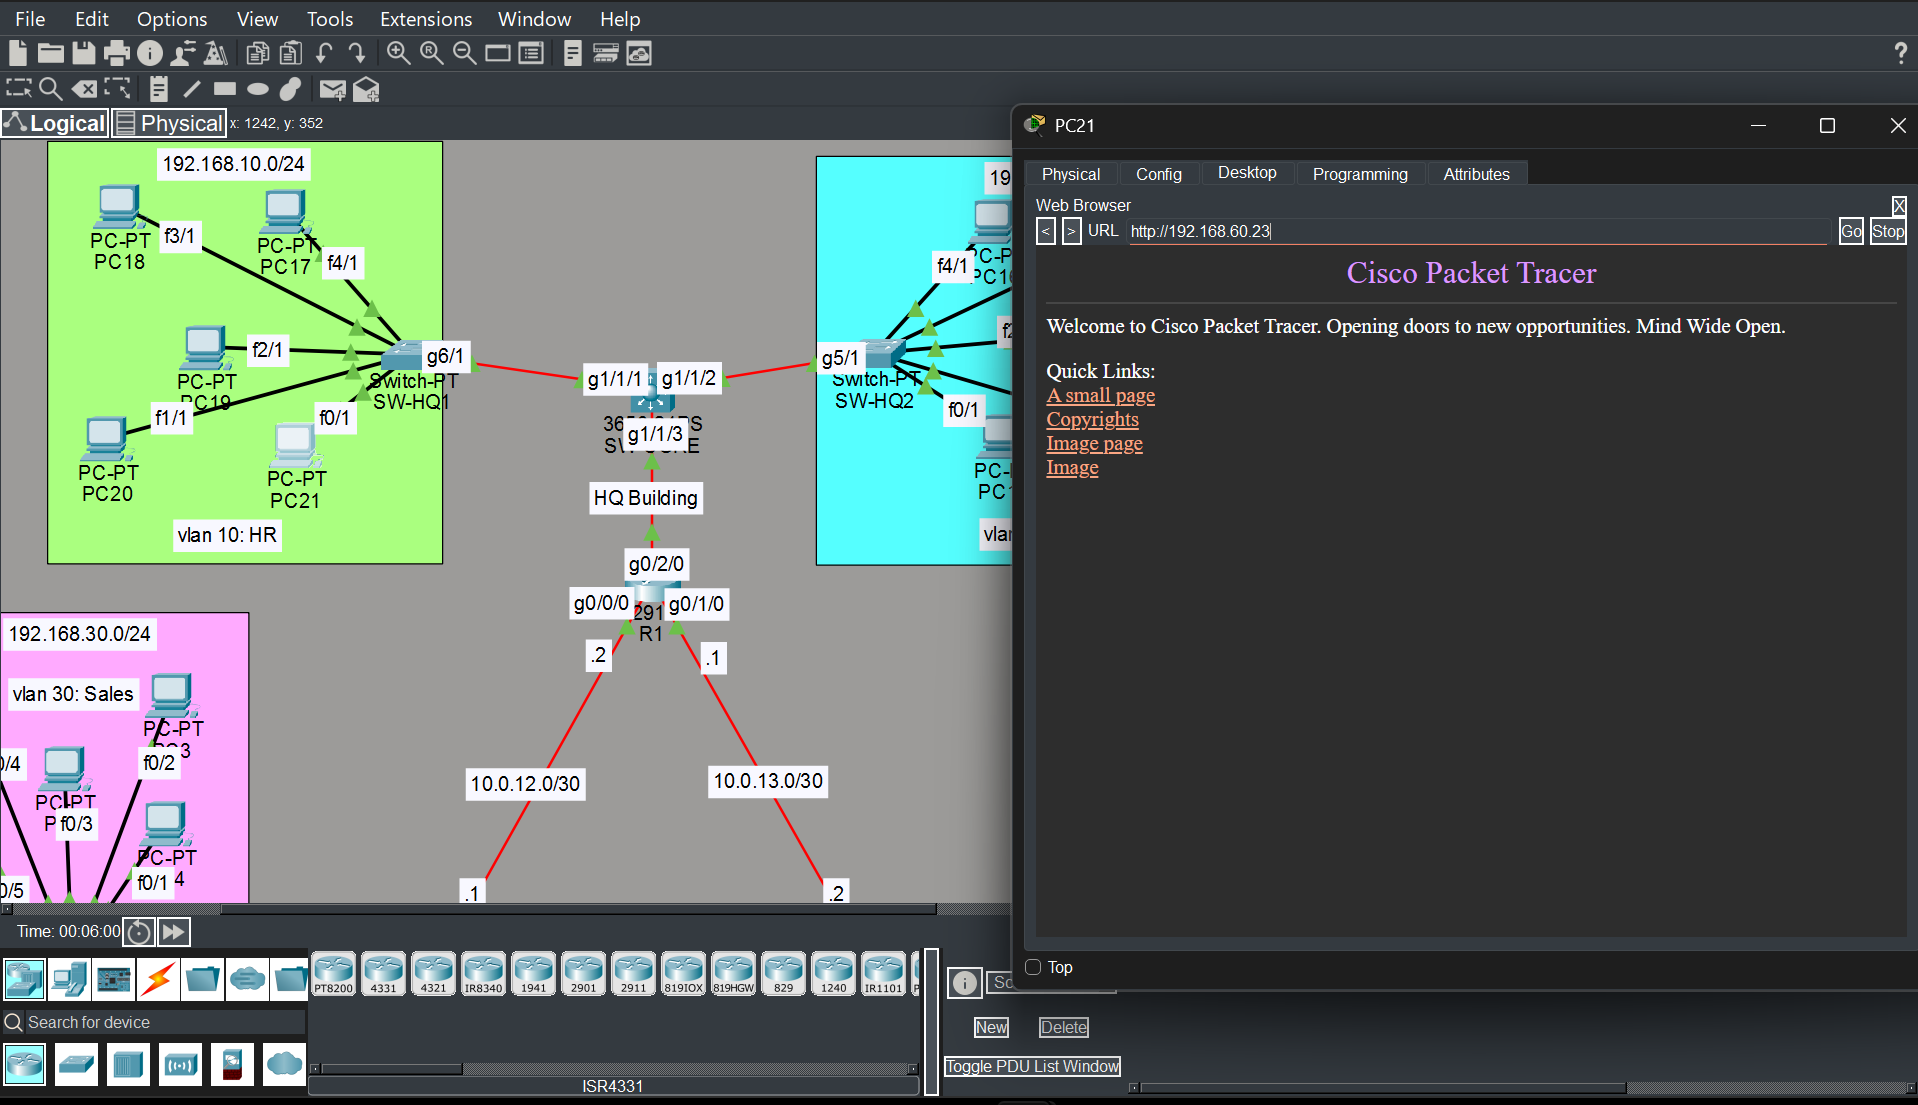 File Edit Options View Tools Extensions Window Help
Logical Physical x: 1242, y: 352
192.168.10.0/24
PC-PT
PC18
f3/1
PC-PT
PC17
f4/1
f2/1
PC-PT
PC19
g6/1
Switch-PT
SW-HQ1
f1/1
f0/1
PC-PT
PC20
PC-PT
PC21
vlan 10: HR
g1/1/1
g1/1/2
g1/1/3
HQ Building
g0/2/0
g0/0/0
g0/1/0
R1
.2
.1
10.0.12.0/30
10.0.13.0/30
.1
.2
g5/1
Switch-PT
SW-HQ2
f4/1
f0/1
192.168.30.0/24
vlan 30: Sales
PC-PT
f0/2
PC-PT
f0/3
PC-PT
f0/1
PC21
Physical Config Desktop Programming Attributes
Web Browser
X
< > URL http://192.168.60.23 Go Stop
Cisco Packet Tracer
Welcome to Cisco Packet Tracer. Opening doors to new opportunities. Mind Wide Open.
Quick Links:
A small page
Copyrights
Image page
Image
Top
Time: 00:06:00
PT8200 4331 4321 IR8340 1941 2901 2911 819IOX 819HGW 829 1240 IR1101
Search for device
ISR4331
New Delete
Toggle PDU List Window